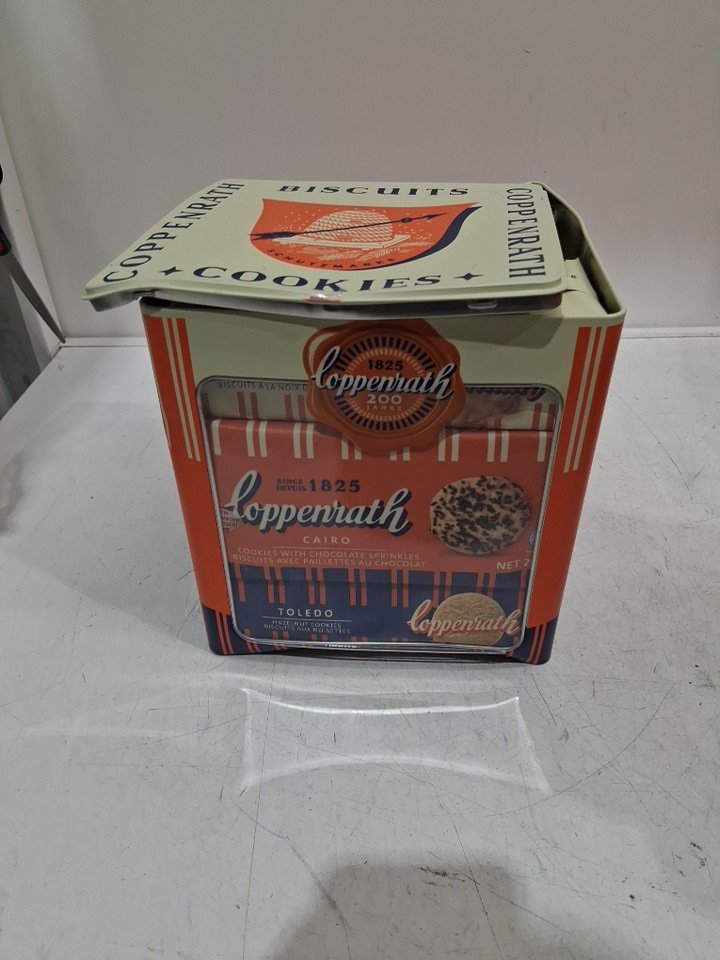 BISCUITS
COPPENRATH
COPPENRATH
SCHUTZMARKE
COOKIES
1825
Coppenrath
200
JAHRE
BISCUITS À LA NOIX D
SINCE
DEPUIS 1825
Coppenrath
CAIRO
COOKIES WITH CHOCOLATE SPRINKLES
BISCUITS AVEC PAILLETTES AU CHOCOLAT
NET 2
TOLEDO
HAZELNUT COOKIES
BISCUITS AUX NOISETTES
Coppenrath